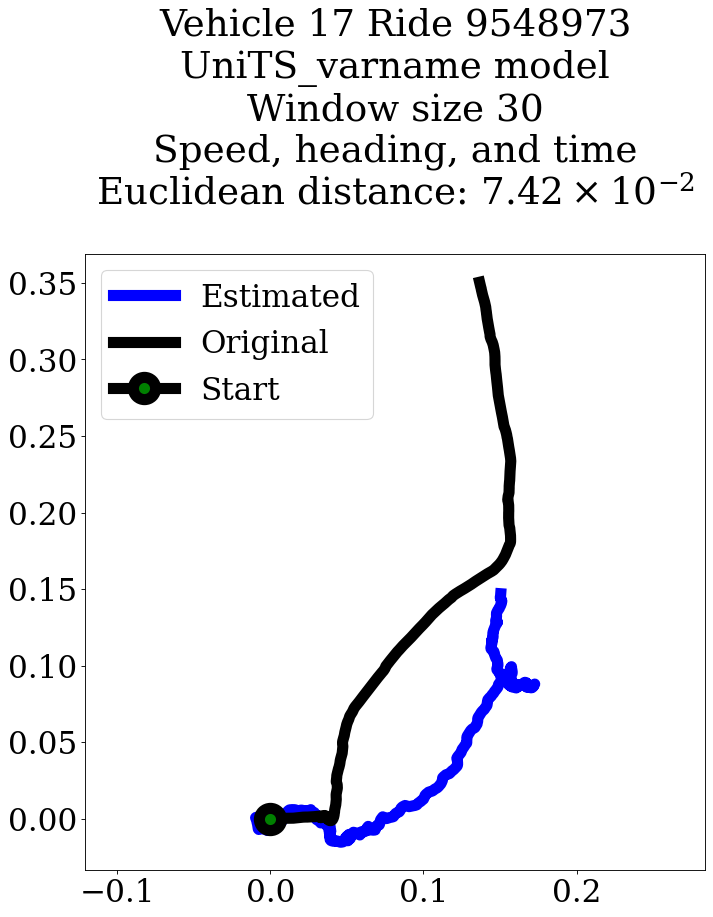 Vehicle 17 Ride 9548973
UniTS_varname model
Window size 30
Speed, heading, and time
Euclidean distance: 7.42 × 10⁻²
0.35
0.30
0.25
0.20
0.15
0.10
0.05
0.00
Estimated
Original
Start
−0.1
0.0
0.1
0.2